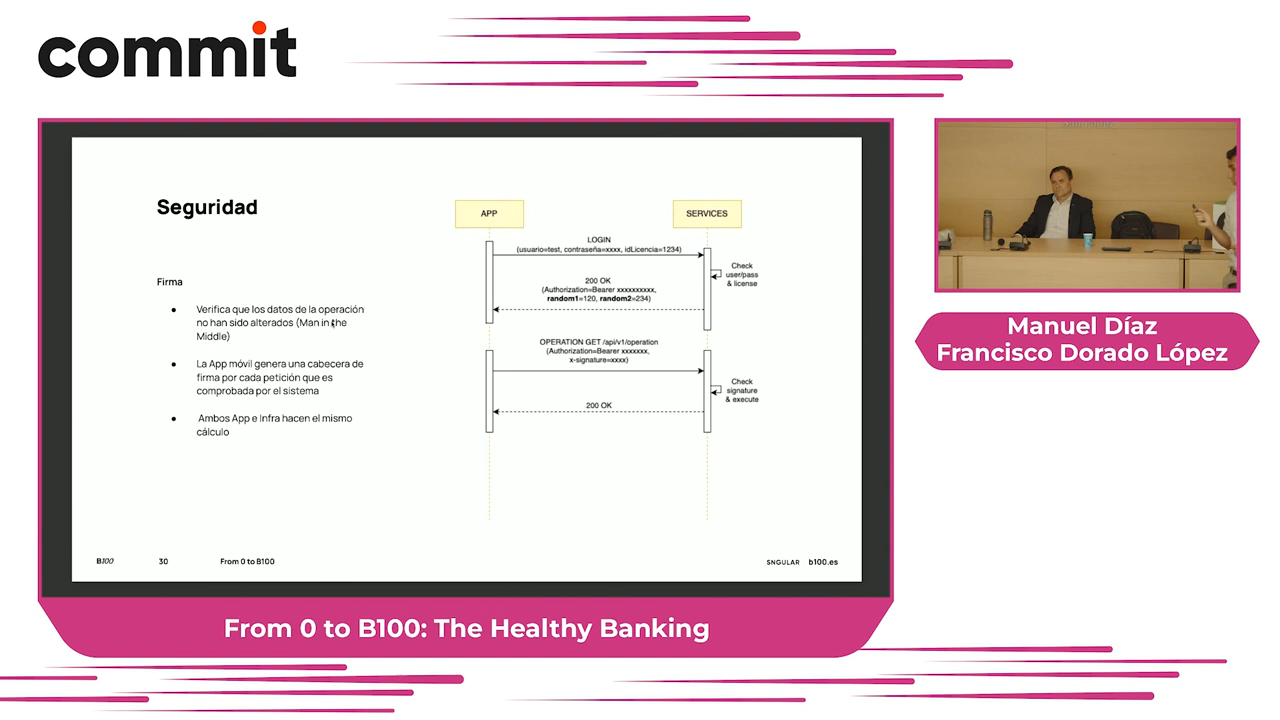 commit
Seguridad
Firma
● Verifica que los datos de la operación
no han sido alterados (Man in the
Middle)
● La App móvil genera una cabecera de
firma por cada petición que es
comprobada por el sistema
● Ambos App e Infra hacen el mismo
cálculo
APP
SERVICES
LOGIN
(usuario=test, contraseña=xxxx, idLicencia=1234)
Check
user/pass
& license
200 OK
(Authorization=Bearer xxxxxxxxxx,
random1=120, random2=234)
OPERATION GET /api/v1/operation
(Authorization=Bearer xxxxxxx,
x-signature=xxxx)
Check
signature
& execute
200 OK
B100 30 From 0 to B100 SNGULAR b100.es
Manuel Díaz
Francisco Dorado López
From 0 to B100: The Healthy Banking